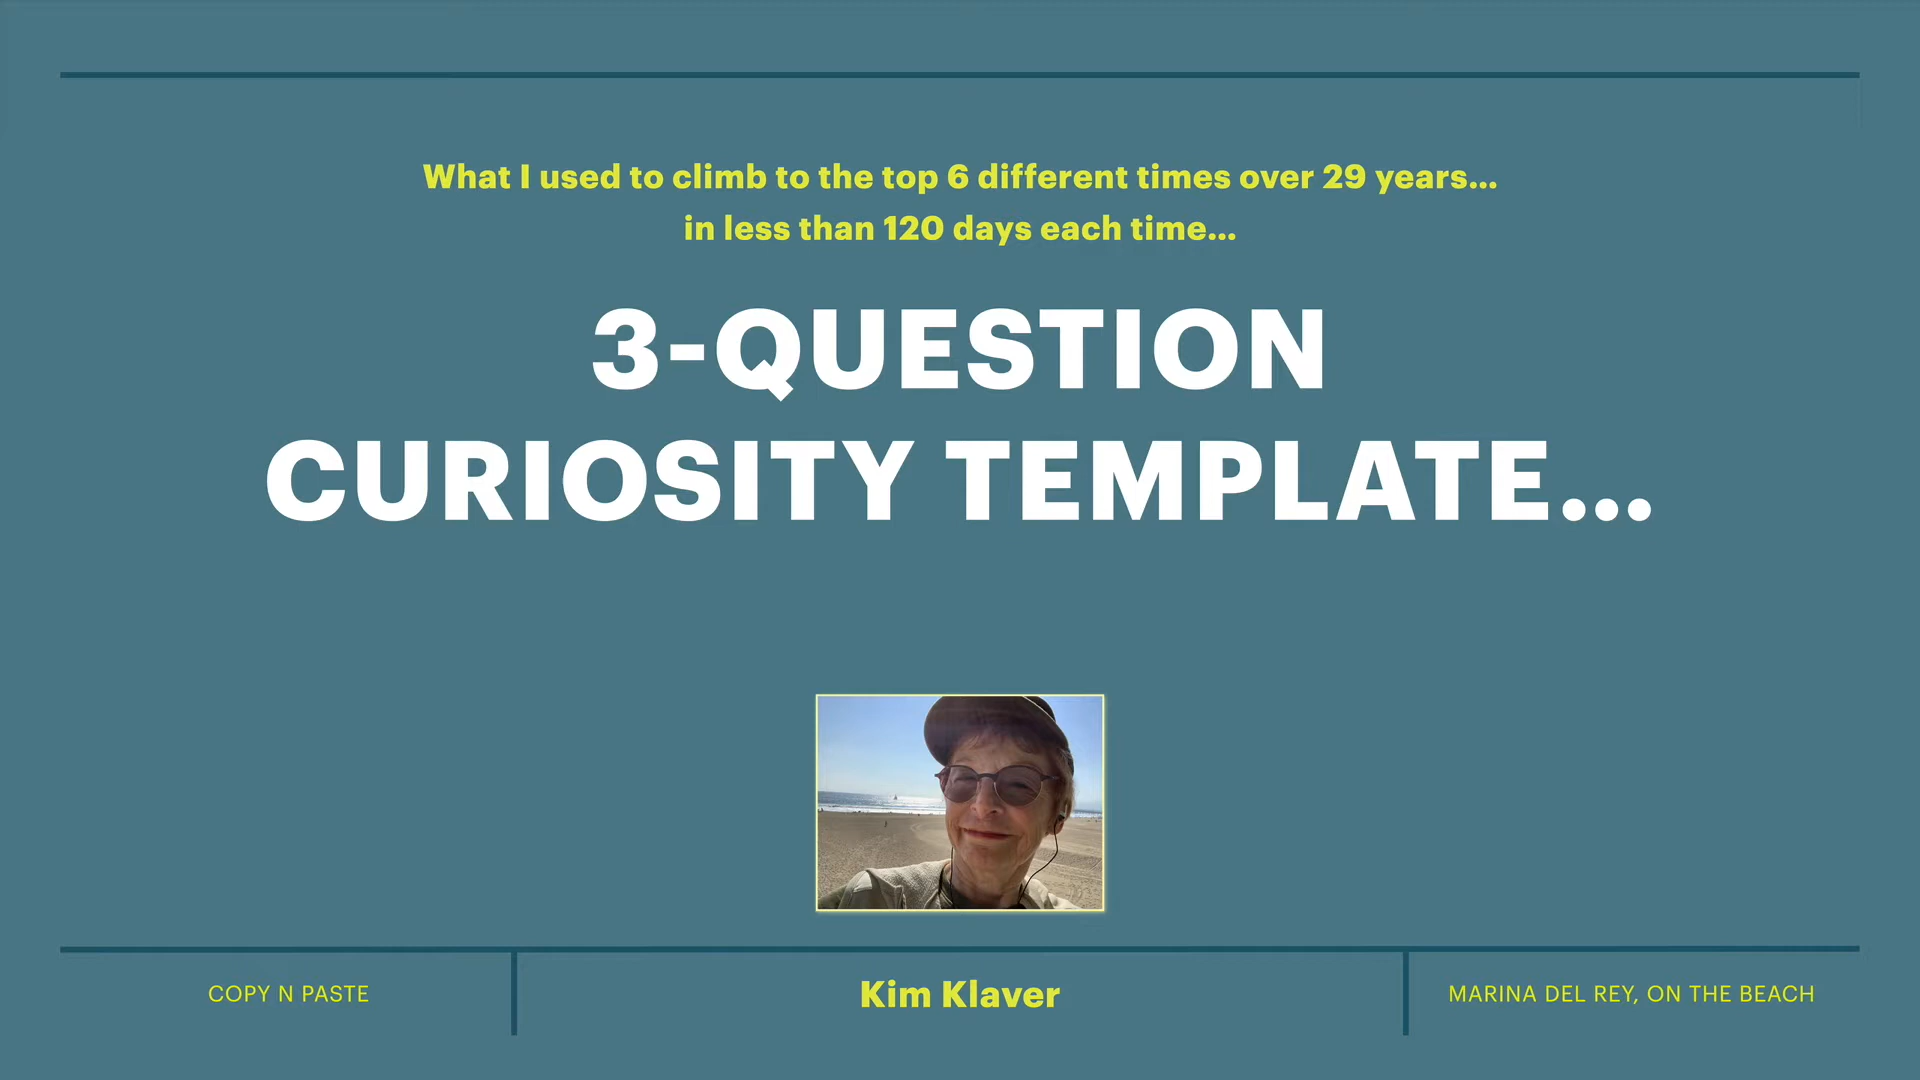 What I used to climb to the top 6 different times over 29 years...
in less than 120 days each time...
3-QUESTION
CURIOSITY TEMPLATE...
COPY N PASTE
Kim Klaver
MARINA DEL REY, ON THE BEACH